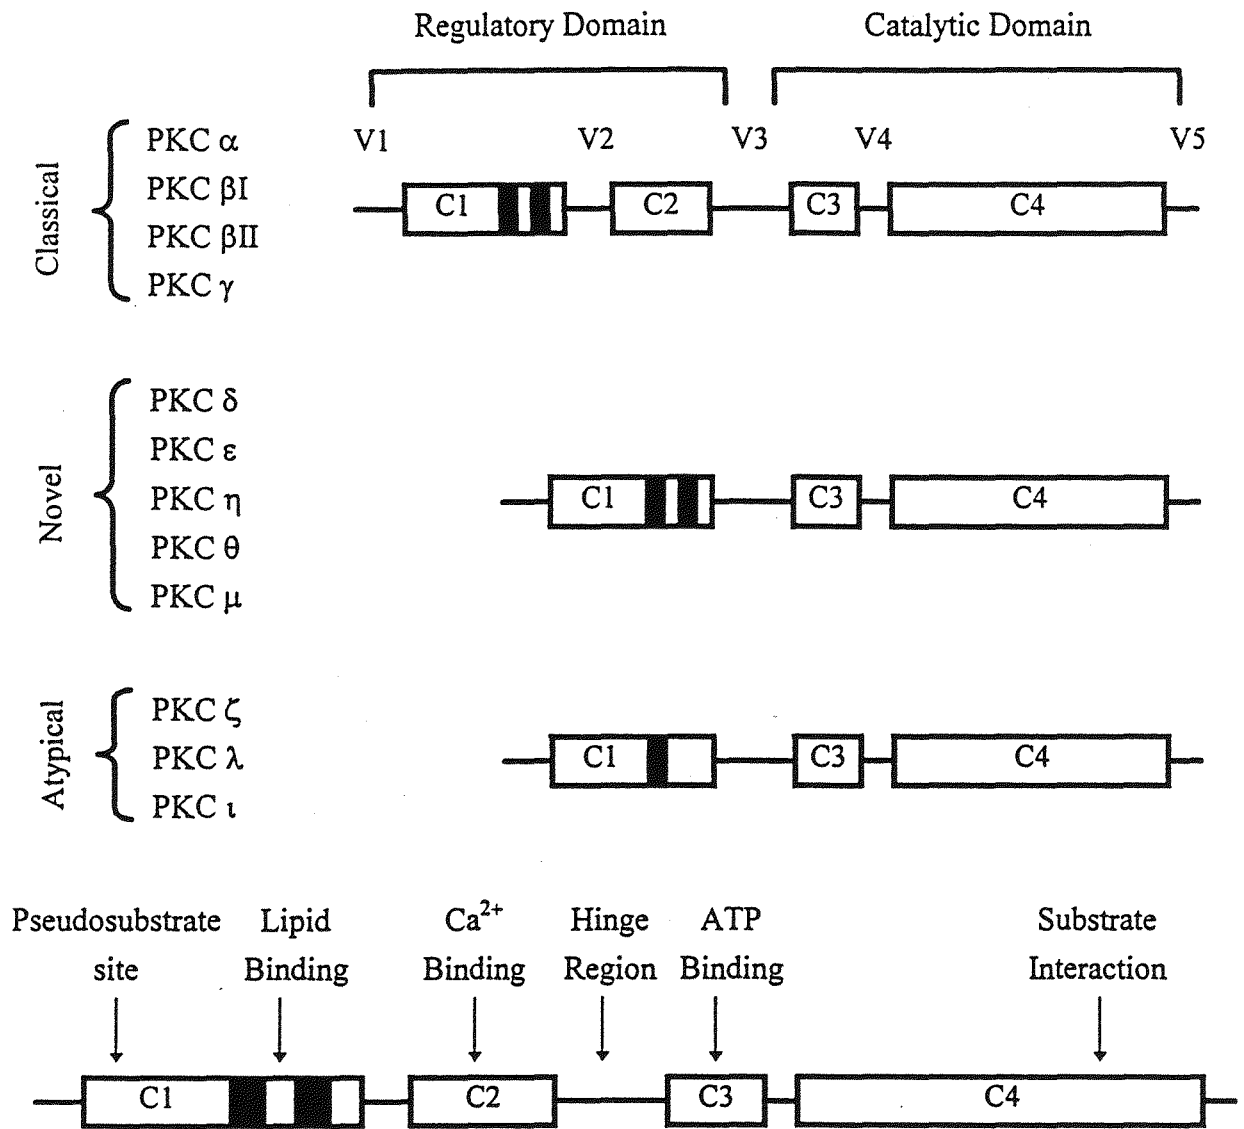 Regulatory Domain Catalytic Domain
V1 V2 V3 V4 V5
Classical
PKC α
PKC βI
PKC βII
PKC γ
C1 C2 C3 C4
Novel
PKC δ
PKC ε
PKC η
PKC θ
PKC μ
C1 C3 C4
Atypical
PKC ζ
PKC λ
PKC ι
C1 C3 C4
Pseudosubstrate
site
Lipid
Binding
Ca²⁺
Binding
Hinge
Region
ATP
Binding
Substrate
Interaction
C1 C2 C3 C4